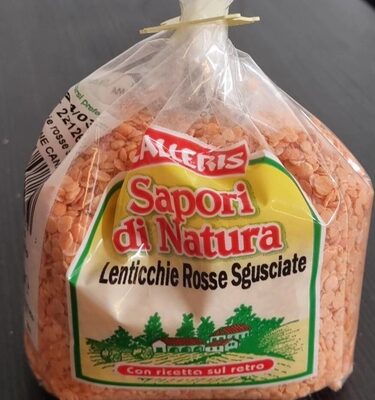 ALLERIS
Sapori
di Natura
Lenticchie Rosse Sgusciate
Con ricetta sul retro